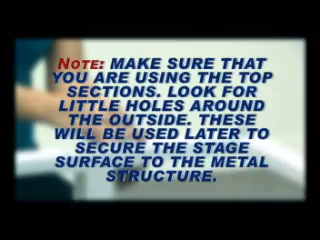 NOTE: MAKE SURE THAT
YOU ARE USING THE TOP
SECTIONS. LOOK FOR
LITTLE HOLES AROUND
THE OUTSIDE. THESE
WILL BE USED LATER TO
SECURE THE STAGE
SURFACE TO THE METAL
STRUCTURE.